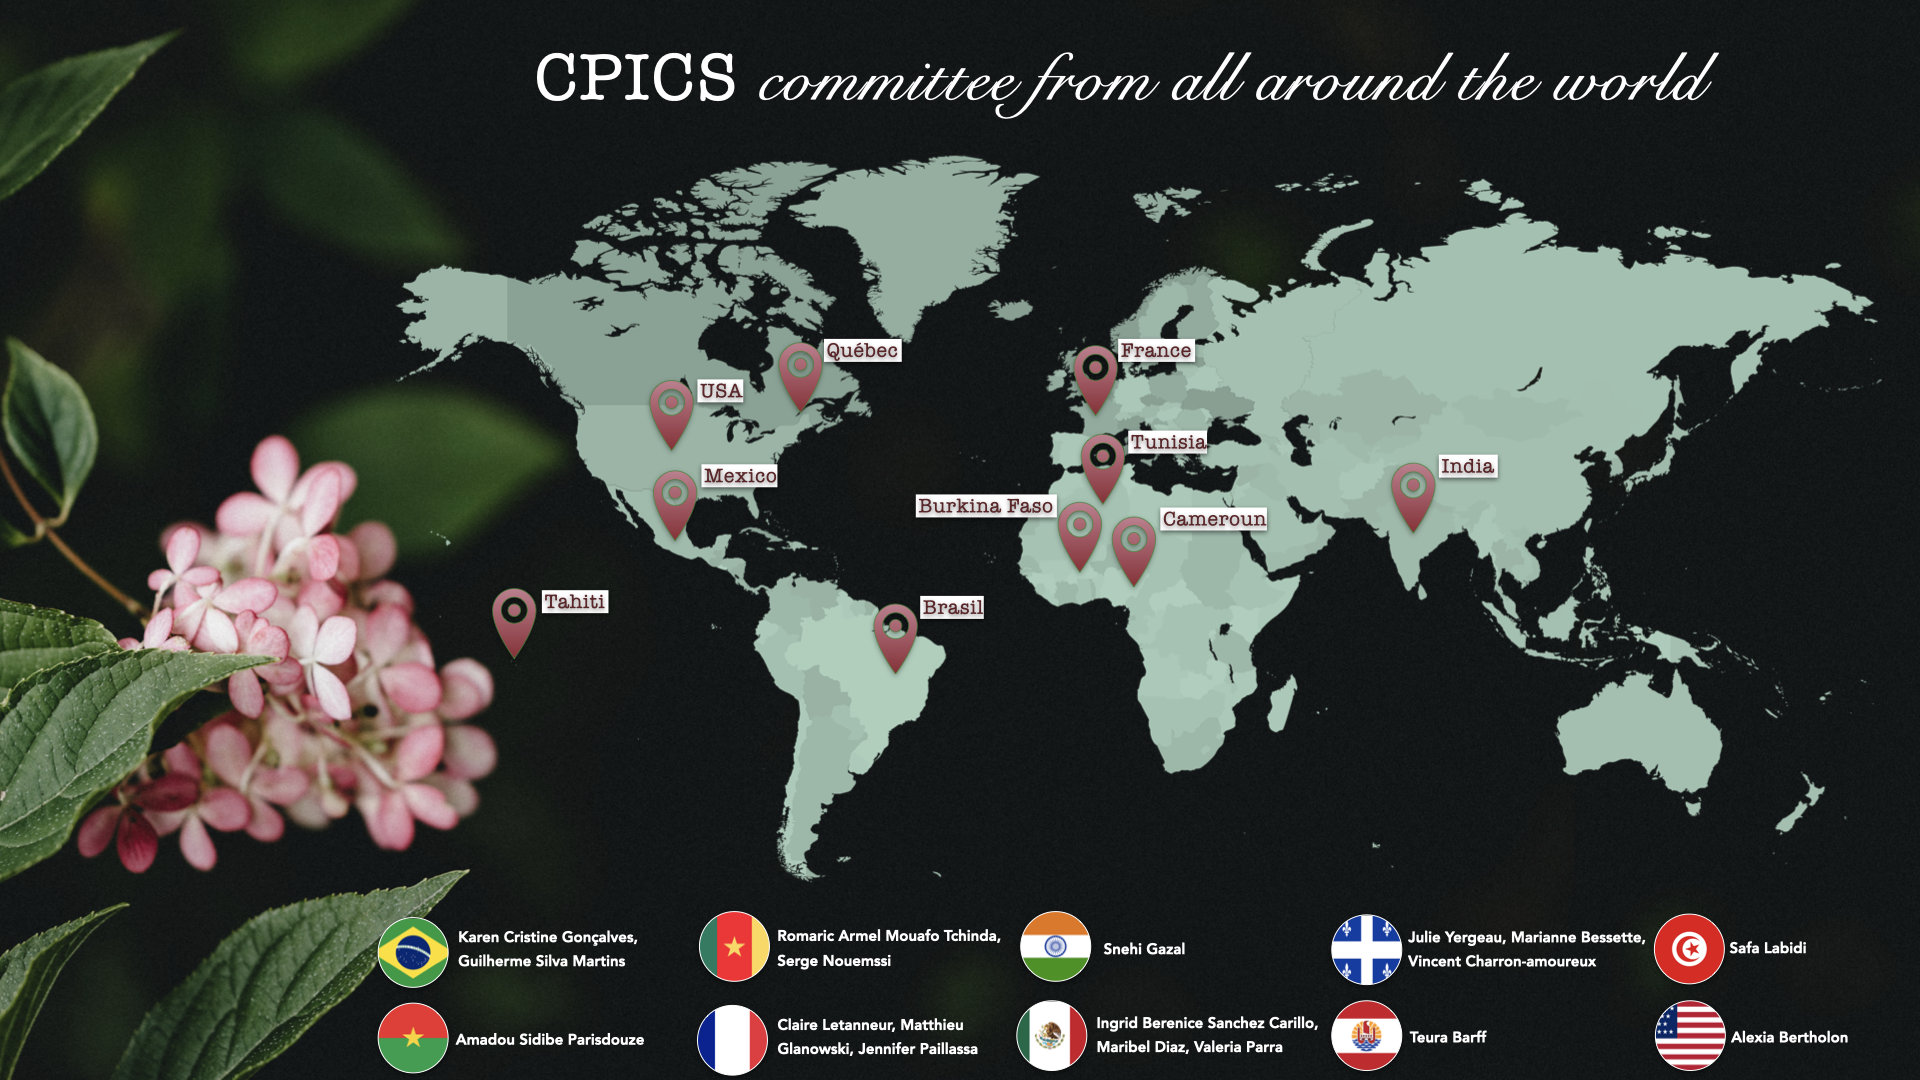 CPICS committee from all around the world
Québec
France
USA
Tunisia
Mexico
India
Burkina Faso
Cameroun
Tahiti
Brasil
Karen Cristine Gonçalves,
Guilherme Silva Martins
Romaric Armel Mouafo Tchinda,
Serge Nouemssi
Snehi Gazal
Julie Yergeau, Marianne Bessette,
Vincent Charron-amoureux
Safa Labidi
Amadou Sidibe Parisdouze
Claire Letanneur, Matthieu
Glanowski, Jennifer Paillassa
Ingrid Berenice Sanchez Carillo,
Maribel Diaz, Valeria Parra
Teura Barff
Alexia Bertholon